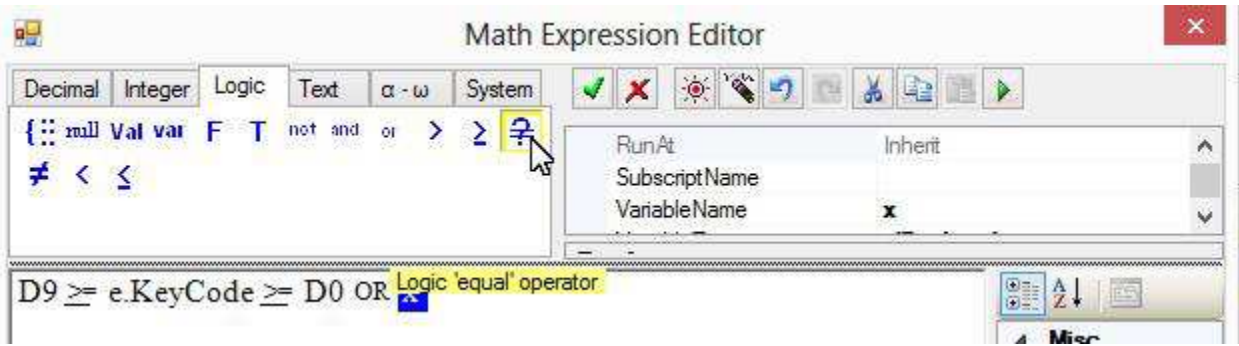 Math Expression Editor
Decimal Integer Logic Text α - ω System
{ :: null Val var F T not and or > ≥ ?
≠ < ≤
RunAt Inherit
SubscriptName
VariableName x
D9 >= e.KeyCode >= D0 OR x
Logic 'equal' operator
A Z
Misc